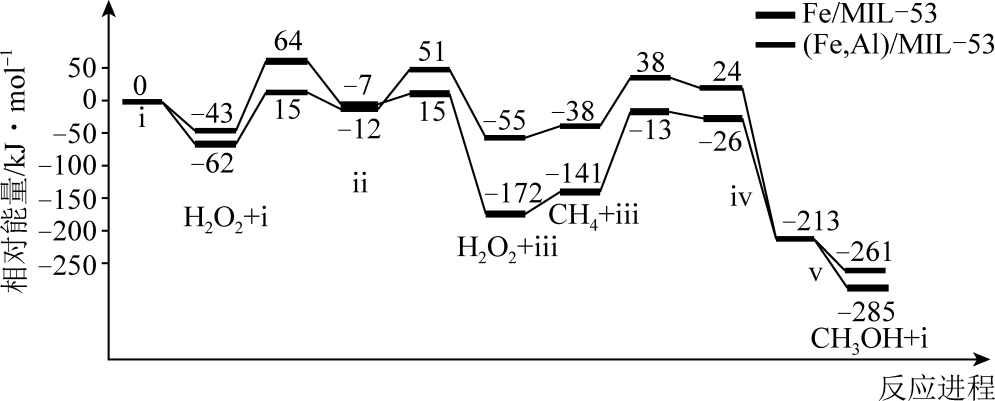 Fe/MIL−53
(Fe,Al)/MIL−53
相对能量/kJ·mol⁻¹
50
0
−50
−100
−150
−200
−250
0
i
−43
−62
H₂O₂+i
64
15
−7
−12
ii
51
15
−55
−172
H₂O₂+iii
−38
−141
CH₄+iii
38
−13
24
−26
iv
−213
v
−261
−285
CH₃OH+i
反应进程